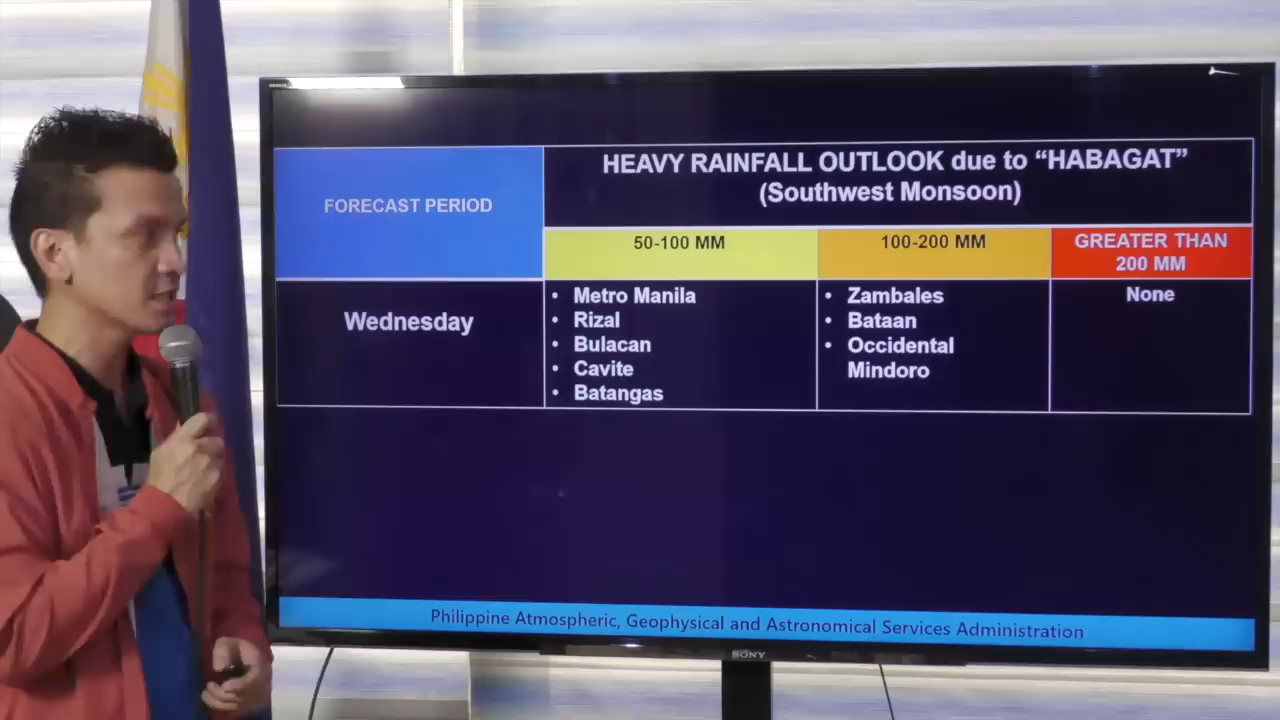 HEAVY RAINFALL OUTLOOK due to “HABAGAT”
(Southwest Monsoon)
FORECAST PERIOD
50-100 MM
100-200 MM
GREATER THAN
200 MM
Wednesday
• Metro Manila
• Rizal
• Bulacan
• Cavite
• Batangas
• Zambales
• Bataan
• Occidental
Mindoro
None
Philippine Atmospheric, Geophysical and Astronomical Services Administration
SONY